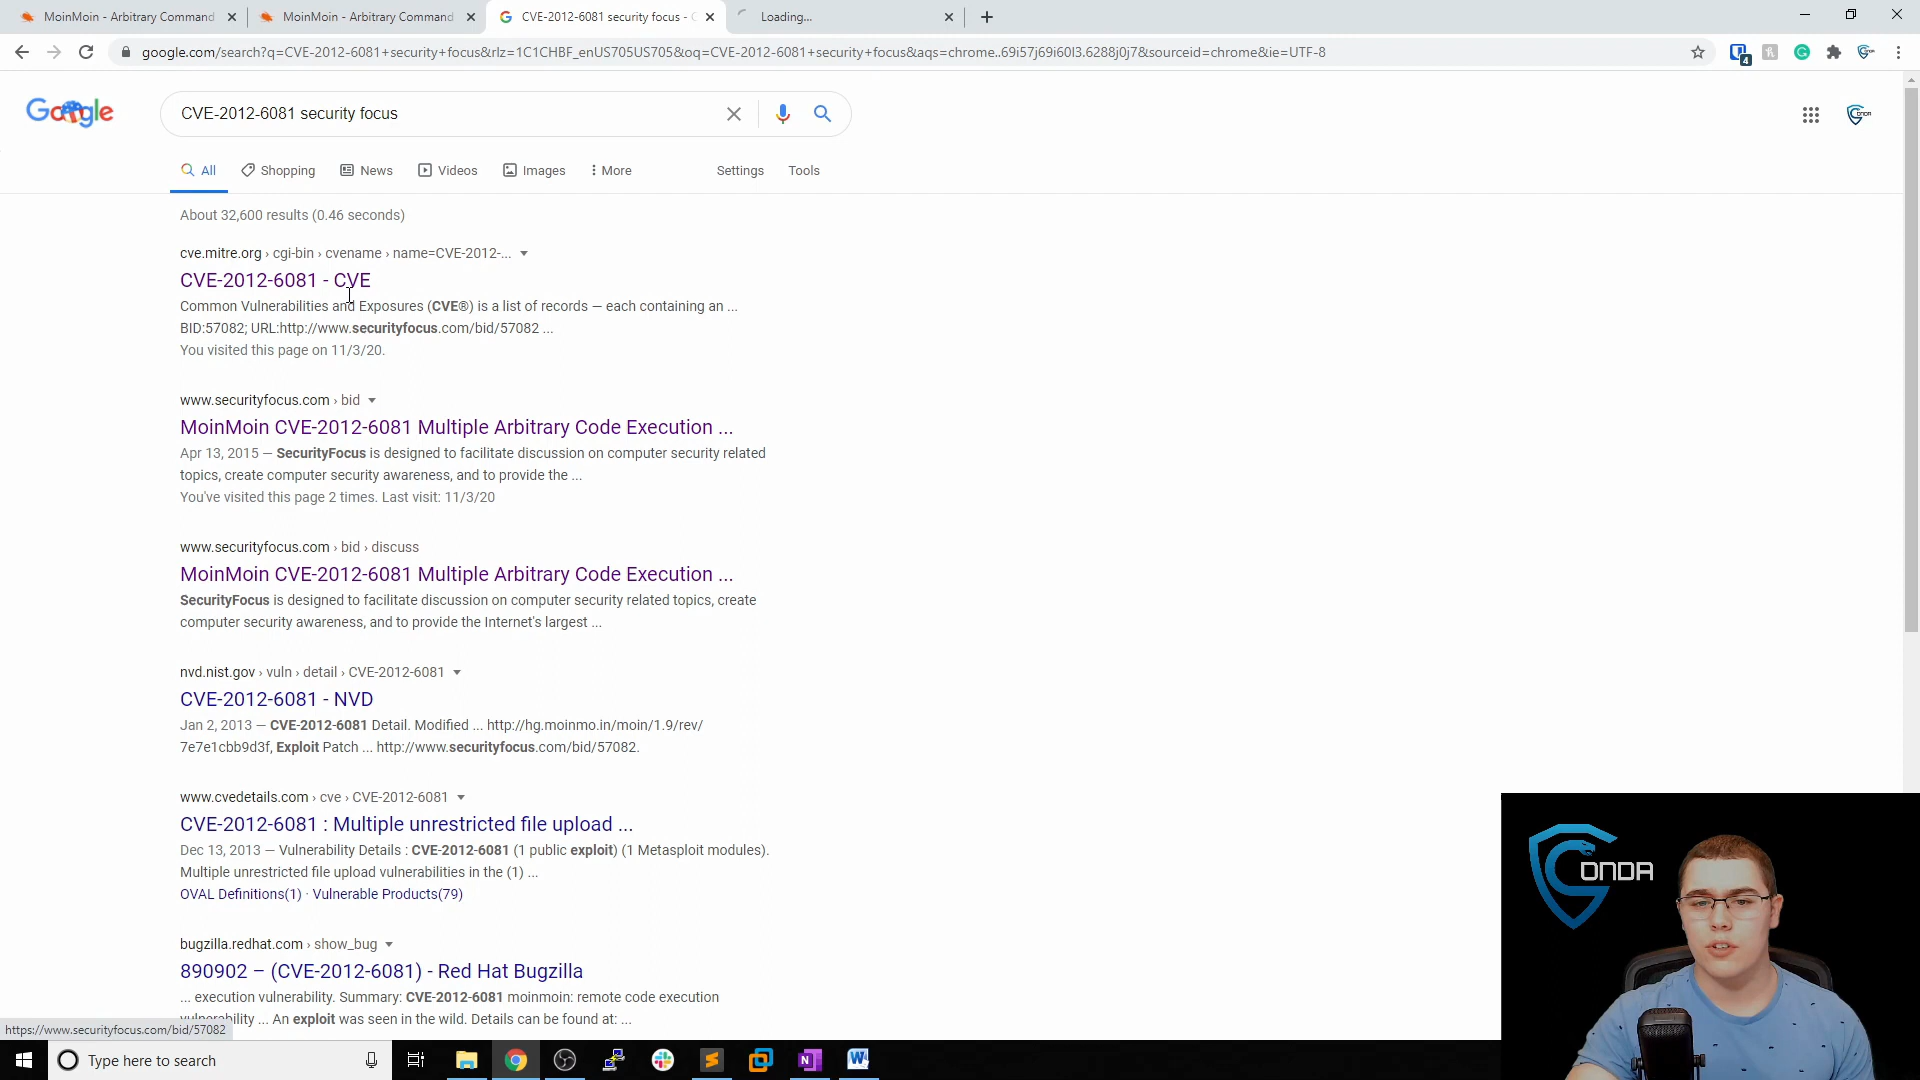 MoinMoin - Arbitrary Command
MoinMoin - Arbitrary Command
CVE-2012-6081 security focus -
Loading...
google.com/search?q=CVE-2012-6081+security+focus&rlz=1C1CHBF_enUS705US705&oq=CVE-2012-6081+security+focus&aqs=chrome..69i57j69i60l3.6288j0j7&sourceid=chrome&ie=UTF-8
4
Google
CVE-2012-6081 security focus
All
Shopping
News
Videos
Images
More
Settings
Tools
About 32,600 results (0.46 seconds)
cve.mitre.org › cgi-bin › cvename › name=CVE-2012-...
CVE-2012-6081 - CVE
Common Vulnerabilities and Exposures (CVE®) is a list of records — each containing an ...
BID:57082; URL:http://www.securityfocus.com/bid/57082 ...
You visited this page on 11/3/20.
www.securityfocus.com › bid
MoinMoin CVE-2012-6081 Multiple Arbitrary Code Execution ...
Apr 13, 2015 — SecurityFocus is designed to facilitate discussion on computer security related
topics, create computer security awareness, and to provide the ...
You've visited this page 2 times. Last visit: 11/3/20
www.securityfocus.com › bid › discuss
MoinMoin CVE-2012-6081 Multiple Arbitrary Code Execution ...
SecurityFocus is designed to facilitate discussion on computer security related topics, create
computer security awareness, and to provide the Internet's largest ...
nvd.nist.gov › vuln › detail › CVE-2012-6081
CVE-2012-6081 - NVD
Jan 2, 2013 — CVE-2012-6081 Detail. Modified ... http://hg.moinmo.in/moin/1.9/rev/
7e7e1cbb9d3f, Exploit Patch ... http://www.securityfocus.com/bid/57082.
www.cvedetails.com › cve › CVE-2012-6081
CVE-2012-6081 : Multiple unrestricted file upload ...
Dec 13, 2013 — Vulnerability Details : CVE-2012-6081 (1 public exploit) (1 Metasploit modules).
Multiple unrestricted file upload vulnerabilities in the (1) ...
OVAL Definitions(1) · Vulnerable Products(79)
bugzilla.redhat.com › show_bug
890902 – (CVE-2012-6081) - Red Hat Bugzilla
... execution vulnerability. Summary: CVE-2012-6081 moinmoin: remote code execution
vulnerability ... An exploit was seen in the wild. Details can be found at: ...
https://www.securityfocus.com/bid/57082
Type here to search
ONDA